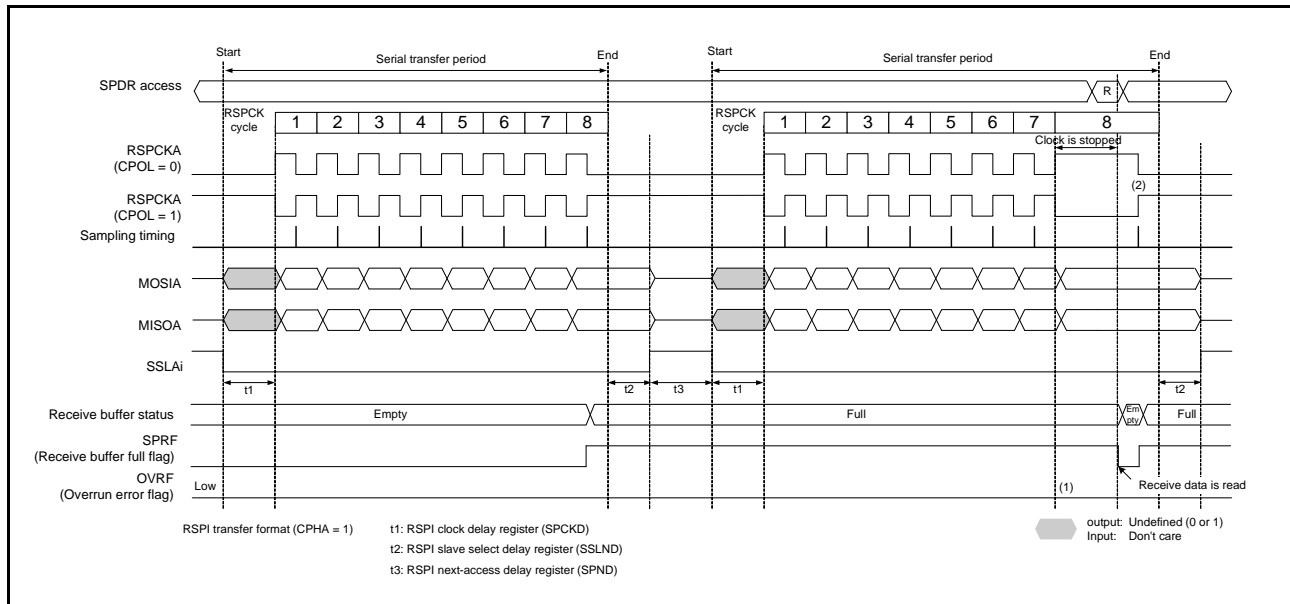 Start
End
Start
End
Serial transfer period
Serial transfer period
SPDR access
R
RSPCK
cycle
1 2 3 4 5 6 7 8
RSPCK
cycle
1 2 3 4 5 6 7 8
Clock is stopped
RSPCKA
(CPOL = 0)
RSPCKA
(CPOL = 1)
(2)
Sampling timing
MOSIA
MISOA
SSLAi
t1
t2
t3
t1
t2
Receive buffer status
Empty
Full
Em
pty
Full
SPRF
(Receive buffer full flag)
OVRF
(Overrun error flag)
Low
(1)
Receive data is read
RSPI transfer format (CPHA = 1)
t1: RSPI clock delay register (SPCKD)
t2: RSPI slave select delay register (SSLND)
t3: RSPI next-access delay register (SPND)
output: Undefined (0 or 1)
Input: Don't care